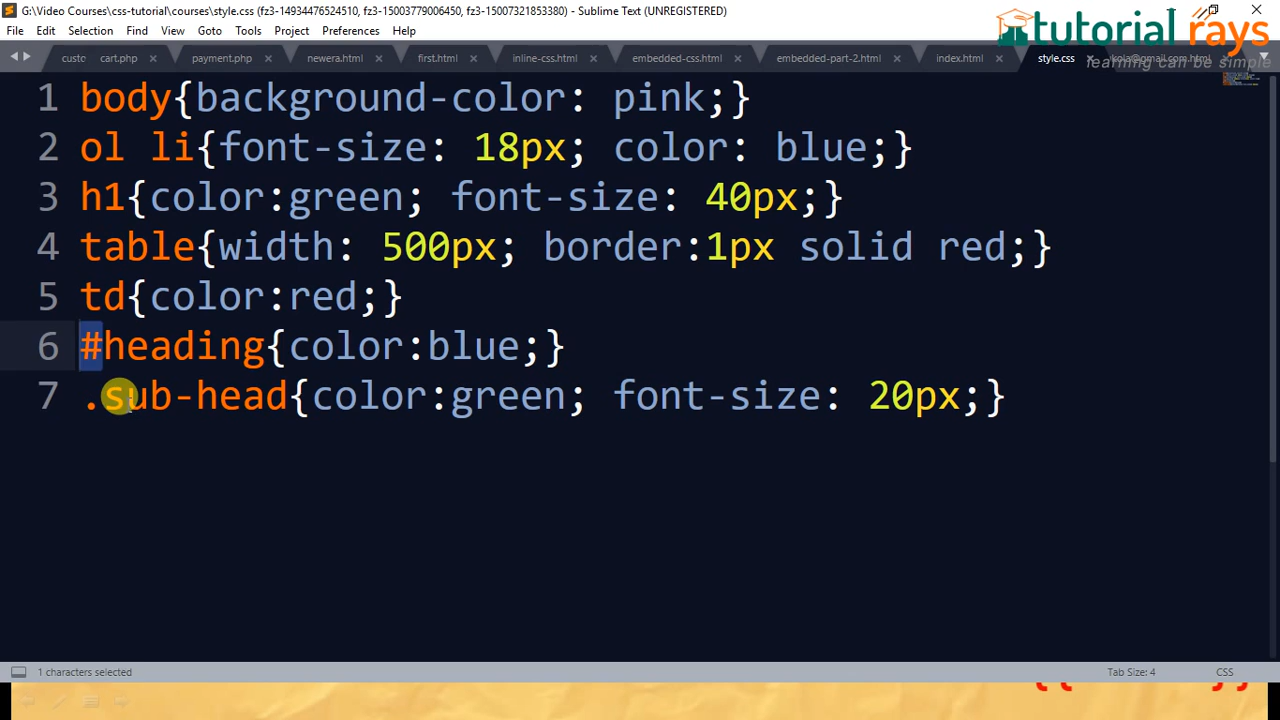 G:\Video Courses\css-tutorial\courses\style.css (fz3-14934476524510, fz3-15003779006450, fz3-15007321853380) - Sublime Text (UNREGISTERED)
File Edit Selection Find View Goto Tools Project Preferences Help
tutorial rays
learning can be simple
custo cart.php payment.php newera.html first.html inline-css.html embedded-css.html embedded-part-2.html index.html style.css
1 body{background-color: pink;}
2 ol li{font-size: 18px; color: blue;}
3 h1{color:green; font-size: 40px;}
4 table{width: 500px; border:1px solid red;}
5 td{color:red;}
6 #heading{color:blue;}
7 .sub-head{color:green; font-size: 20px;}
1 characters selected Tab Size: 4 CSS